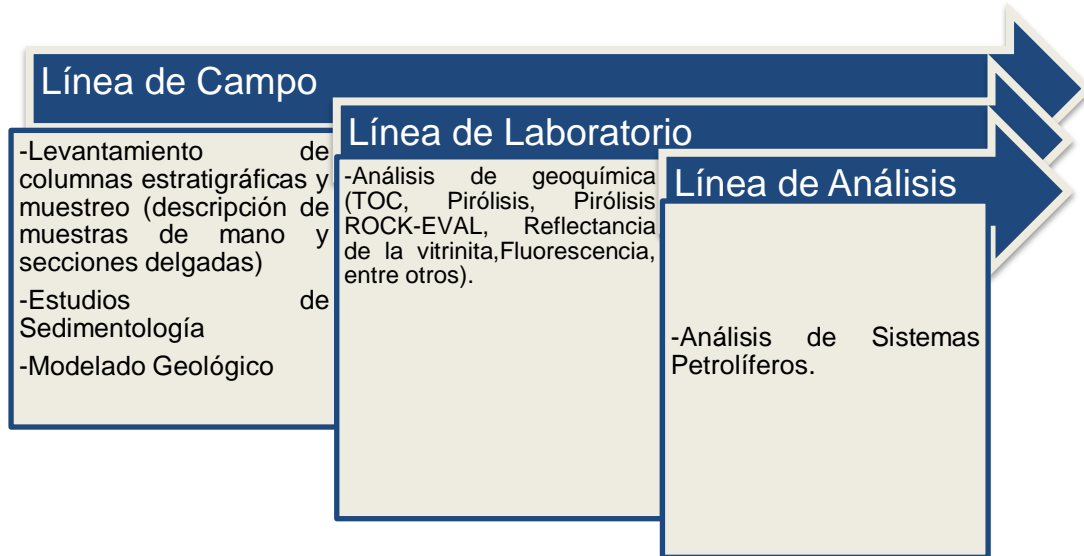 Línea de Campo
-Levantamiento de
columnas estratigráficas y
muestreo (descripción de
muestras de mano y
secciones delgadas)
-Estudios de
Sedimentología
-Modelado Geológico
Línea de Laboratorio
-Análisis de geoquímica
(TOC, Pirólisis, Pirólisis
ROCK-EVAL, Reflectancia
de la vitrinita,Fluorescencia,
entre otros).
Línea de Análisis
-Análisis de Sistemas
Petrolíferos.